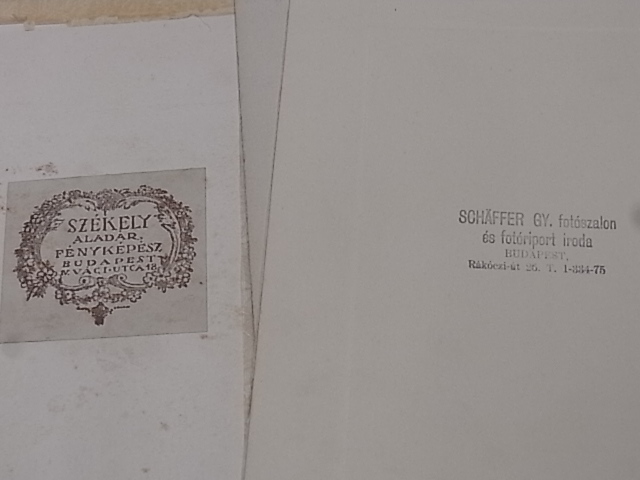 SZÉKELY
ALADÁR,
FÉNYKÉPÉSZ
BUDAPEST
IV. VÁCI-UTCA 18.
SCHÄFFER GY. fotószalon
és fotóriport iroda
BUDAPEST,
Rákóczi-út 26. T. 1-334-75